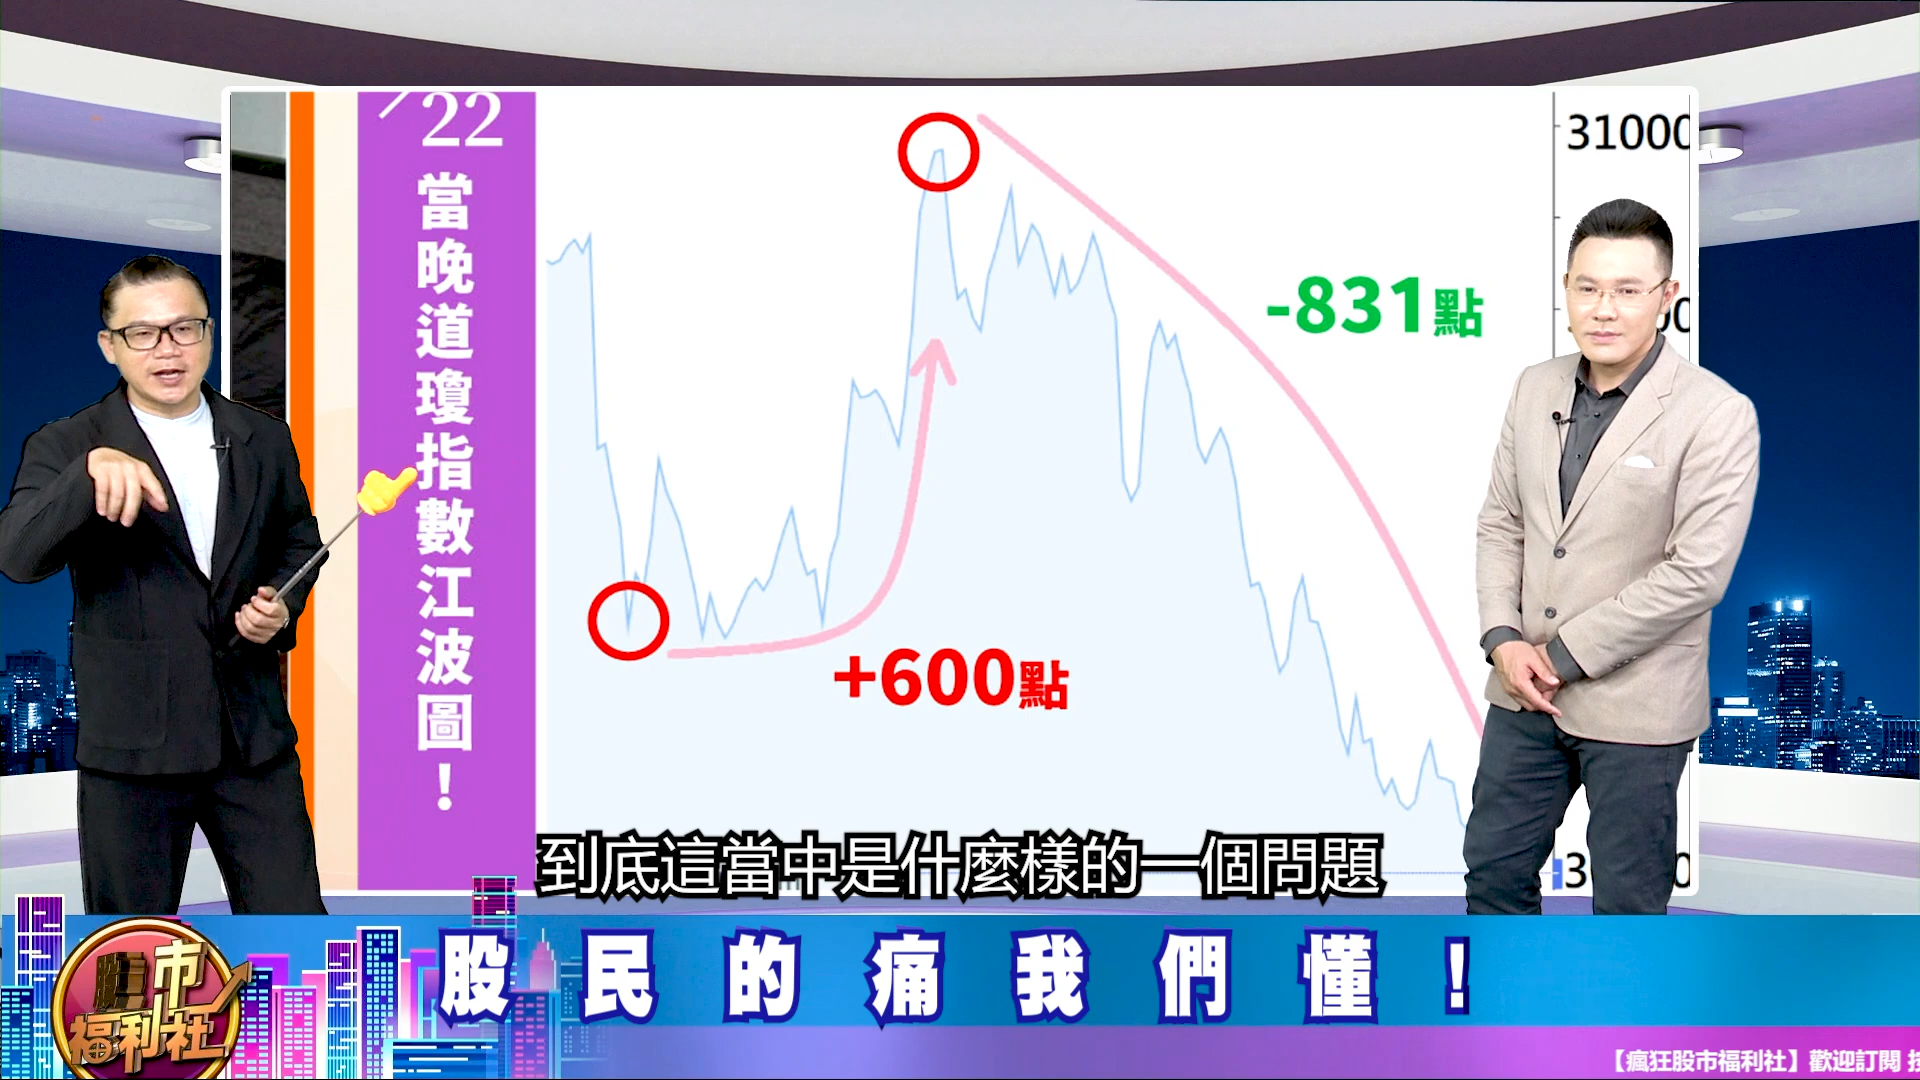 /22
當晚道瓊指數江波圖！
31000
-831點
+600點
到底這當中是什麼樣的一個問題
股民的痛我們懂！
股市
福利社
【瘋狂股市福利社】歡迎訂閱